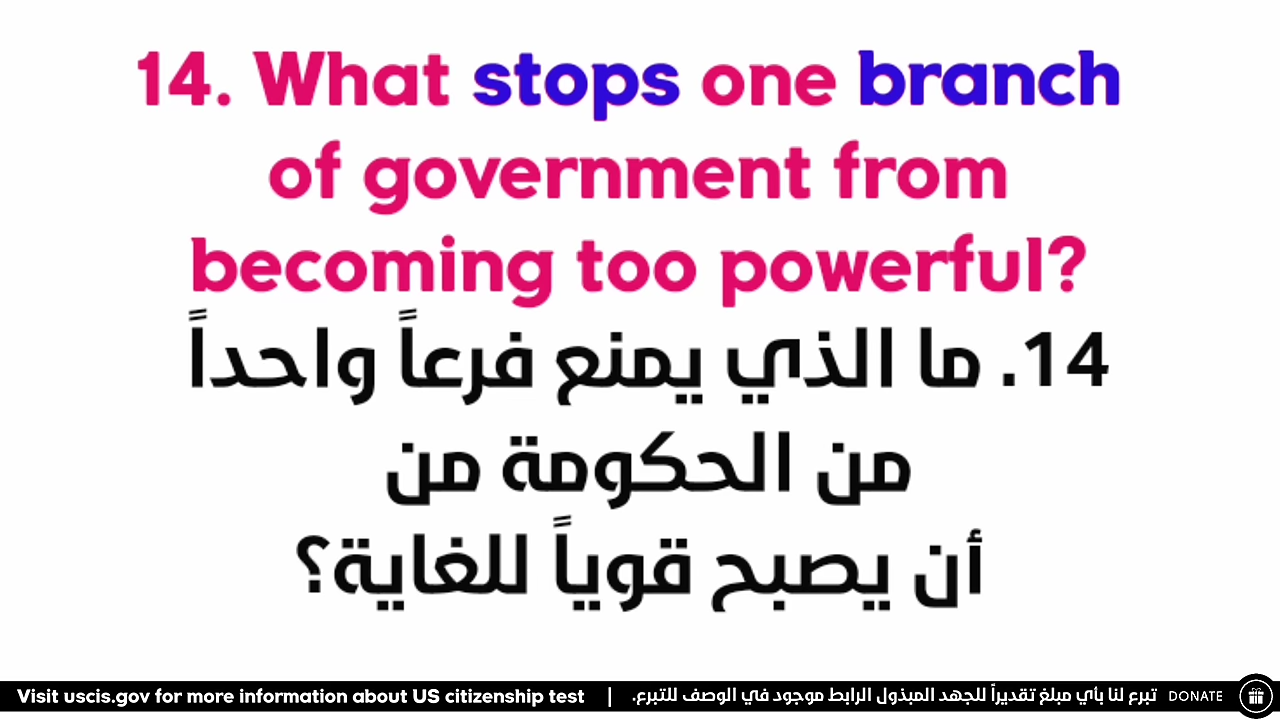 14. What stops one branch
of government from
becoming too powerful?
14. ما الذي يمنع فرعاً واحداً
من الحكومة من
أن يصبح قوياً للغاية؟
Visit uscis.gov for more information about US citizenship test | تبرع لنا بأي مبلغ تقديراً للجهد المبذول الرابط موجود في الوصف للتبرع. DONATE